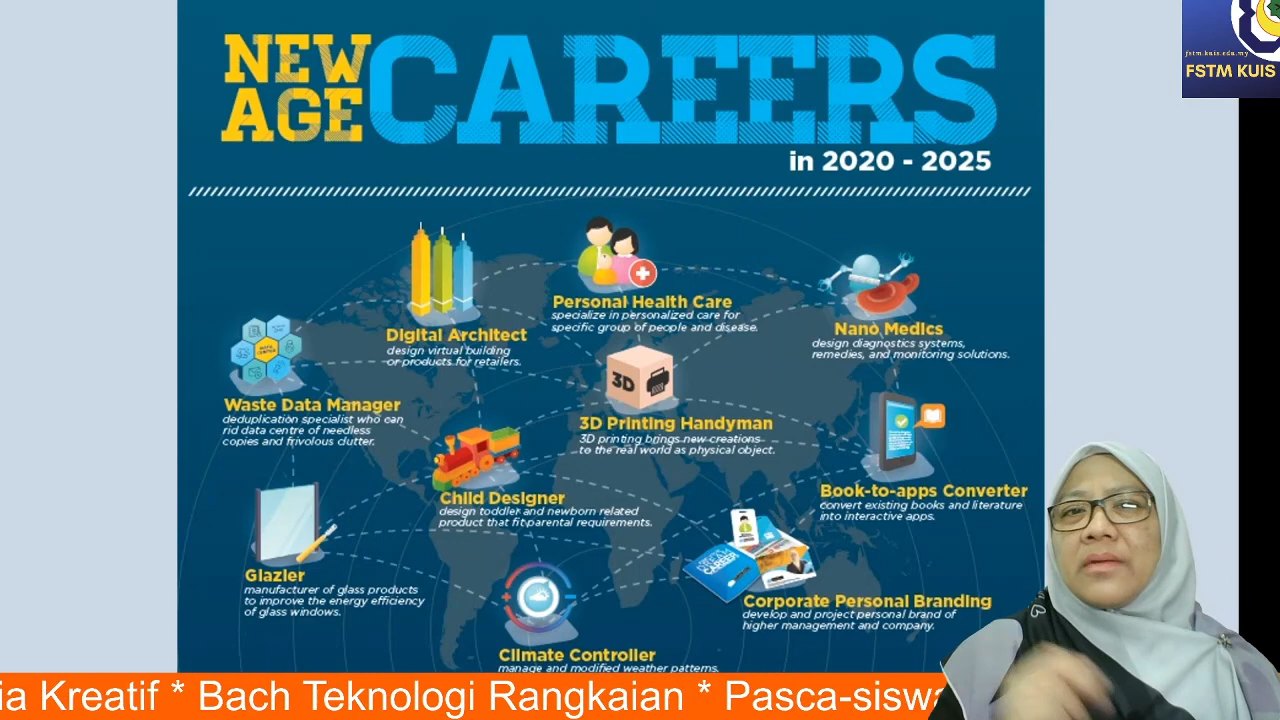 NEW
AGE
CAREERS
in 2020 - 2025
fstm.kuis.edu.my
FSTM KUIS
Digital Architect
design virtual building
or products for retailers.
Personal Health Care
specialize in personalized care for
specific group of people and disease.
Nano Medics
design diagnostics systems,
remedies, and monitoring solutions.
Waste Data Manager
deduplication specialist who can
rid data centre of needless
copies and frivolous clutter.
3D
3D Printing Handyman
3D printing brings new creations
to the real world as physical object.
Child Designer
design toddler and newborn related
product that fit parental requirements.
Book-to-apps Converter
convert existing books and literature
into interactive apps.
Glazier
manufacturer of glass products
to improve the energy efficiency
of glass windows.
Corporate Personal Branding
develop and project personal brand of
higher management and company.
Climate Controller
manage and modified weather patterns.
ia Kreatif * Bach Teknologi Rangkaian * Pasca-siswa